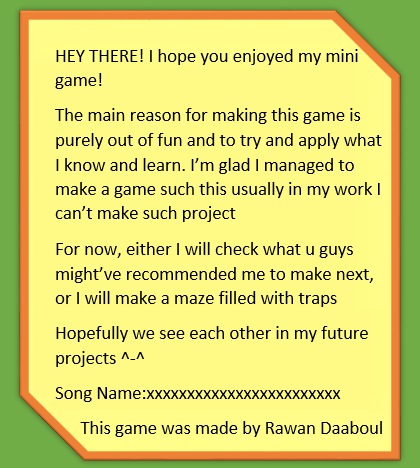 HEY THERE! I hope you enjoyed my mini
game!
The main reason for making this game is
purely out of fun and to try and apply what
I know and learn. I’m glad I managed to
make a game such this usually in my work I
can’t make such project
For now, either I will check what u guys
might’ve recommended me to make next,
or I will make a maze filled with traps
Hopefully we see each other in my future
projects ^-^
Song Name:xxxxxxxxxxxxxxxxxxxxxxxx
This game was made by Rawan Daaboul